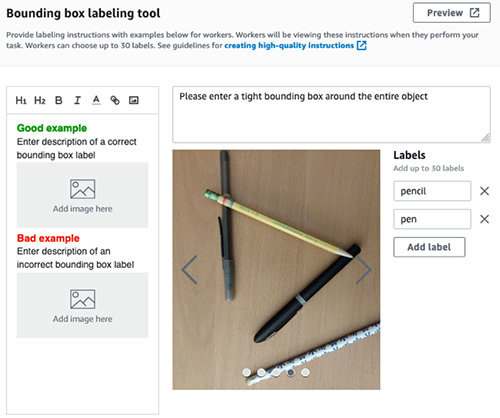 Bounding box labeling tool
Preview
Provide labeling instructions with examples below for workers. Workers will be viewing these instructions when they perform your
task. Workers can choose up to 30 labels. See guidelines for creating high-quality instructions
H1 H2 B I A
Good example
Enter description of a correct
bounding box label
Add image here
Bad example
Enter description of an
incorrect bounding box label
Add image here
Please enter a tight bounding box around the entire object
Labels
Add up to 30 labels
pencil
pen
Add label